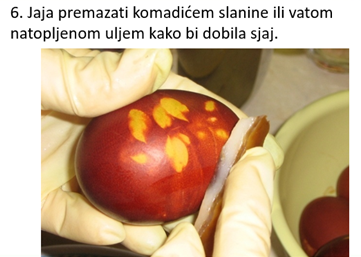 6. Jaja premazati komadićem slanine ili vatom
natopljenom uljem kako bi dobila sjaj.